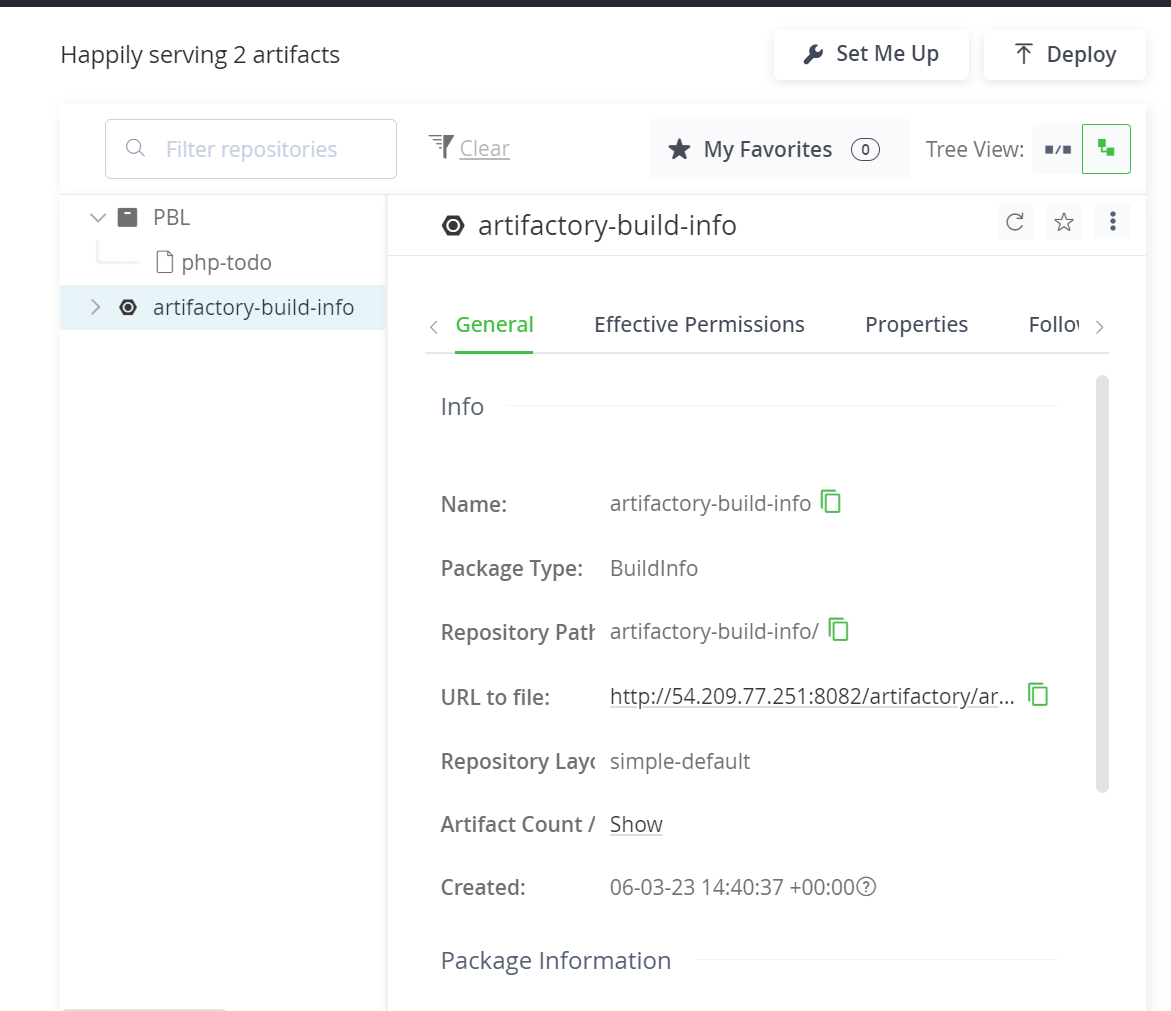 Happily serving 2 artifacts
Set Me Up
Deploy
Filter repositories
Clear
My Favorites 0
Tree View:
PBL
php-todo
artifactory-build-info
artifactory-build-info
General
Effective Permissions
Properties
Follow
Info
Name: artifactory-build-info
Package Type: BuildInfo
Repository Path artifactory-build-info/
URL to file: http://54.209.77.251:8082/artifactory/ar...
Repository Layo simple-default
Artifact Count / Show
Created: 06-03-23 14:40:37 +00:00
Package Information